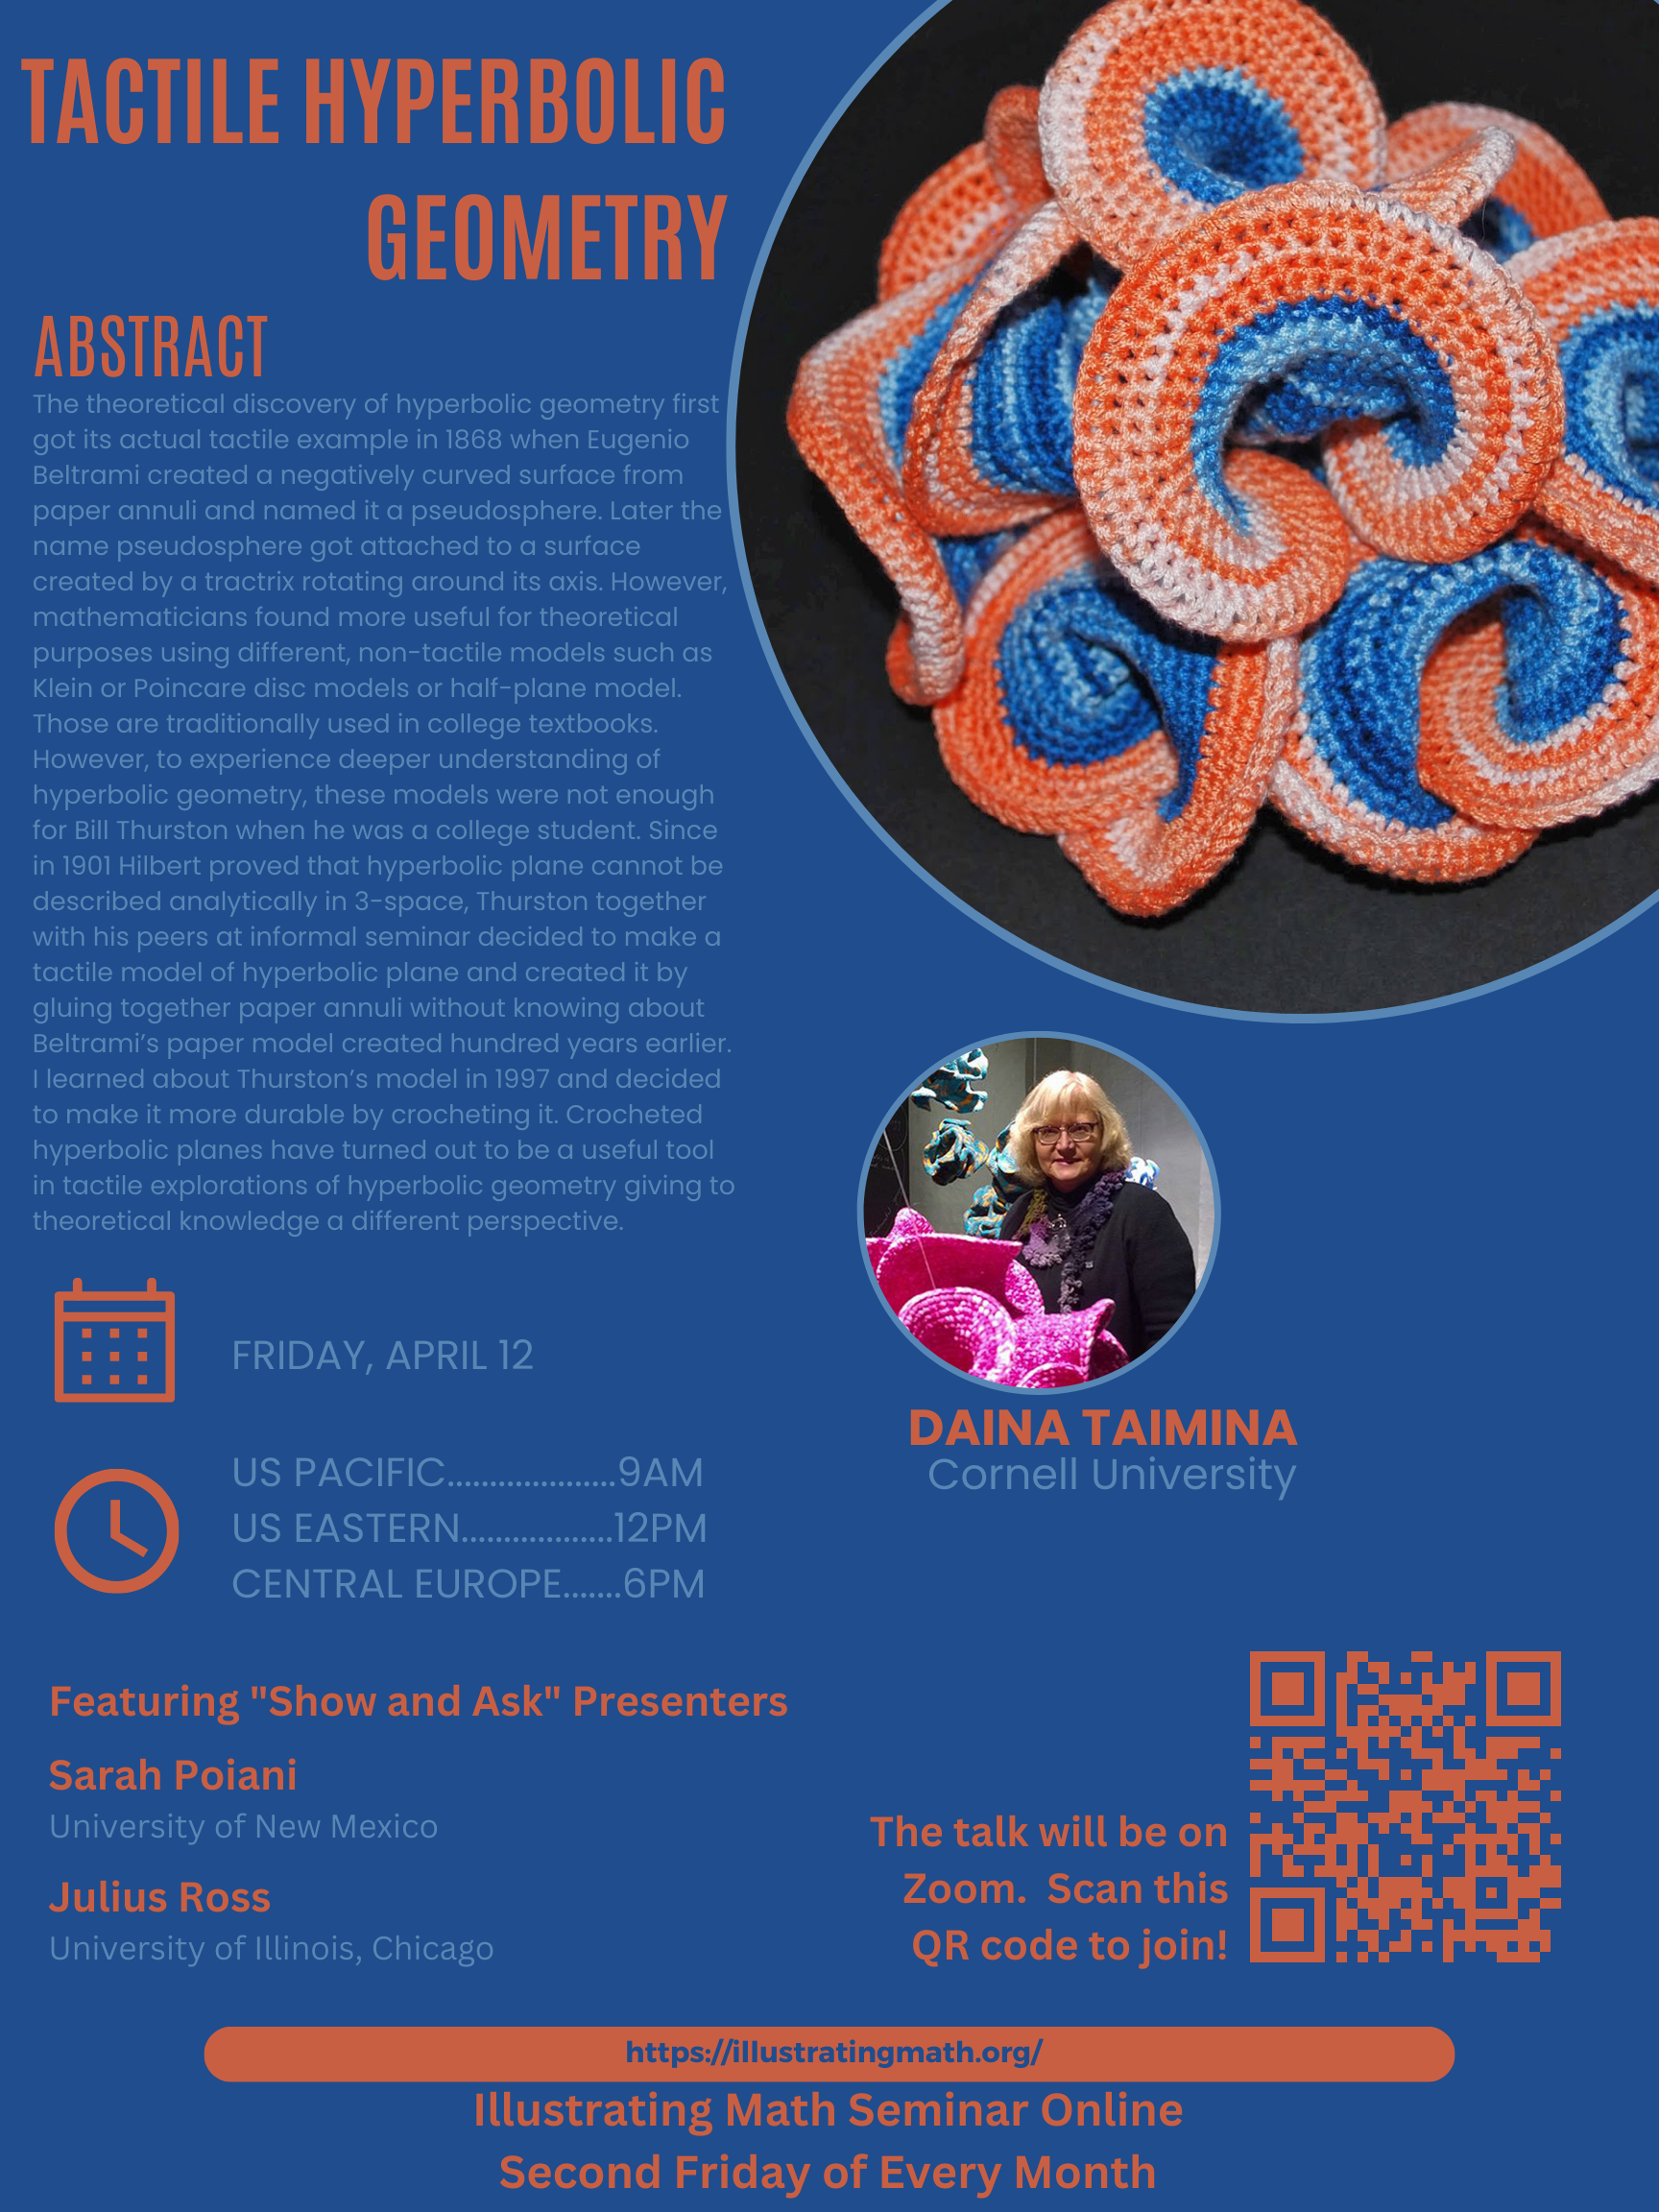 TACTILE HYPERBOLIC
GEOMETRY
ABSTRACT
The theoretical discovery of hyperbolic geometry first
got its actual tactile example in 1868 when Eugenio
Beltrami created a negatively curved surface from
paper annuli and named it a pseudosphere. Later the
name pseudosphere got attached to a surface
created by a tractrix rotating around its axis. However,
mathematicians found more useful for theoretical
purposes using different, non-tactile models such as
Klein or Poincare disc models or half-plane model.
Those are traditionally used in college textbooks.
However, to experience deeper understanding of
hyperbolic geometry, these models were not enough
for Bill Thurston when he was a college student. Since
in 1901 Hilbert proved that hyperbolic plane cannot be
described analytically in 3-space, Thurston together
with his peers at informal seminar decided to make a
tactile model of hyperbolic plane and created it by
gluing together paper annuli without knowing about
Beltrami's paper model created hundred years earlier.
I learned about Thurston's model in 1997 and decided
to make it more durable by crocheting it. Crocheted
hyperbolic planes have turned out to be a useful tool
in tactile explorations of hyperbolic geometry giving to
theoretical knowledge a different perspective.
FRIDAY, APRIL 12
US PACIFIC....................9AM
US EASTERN..................12PM
CENTRAL EUROPE.......6PM
DAINA TAIMINA
Cornell University
Featuring "Show and Ask" Presenters
Sarah Poiani
University of New Mexico
Julius Ross
University of Illinois, Chicago
The talk will be on
Zoom.  Scan this
QR code to join!
https://illustratingmath.org/
Illustrating Math Seminar Online
Second Friday of Every Month